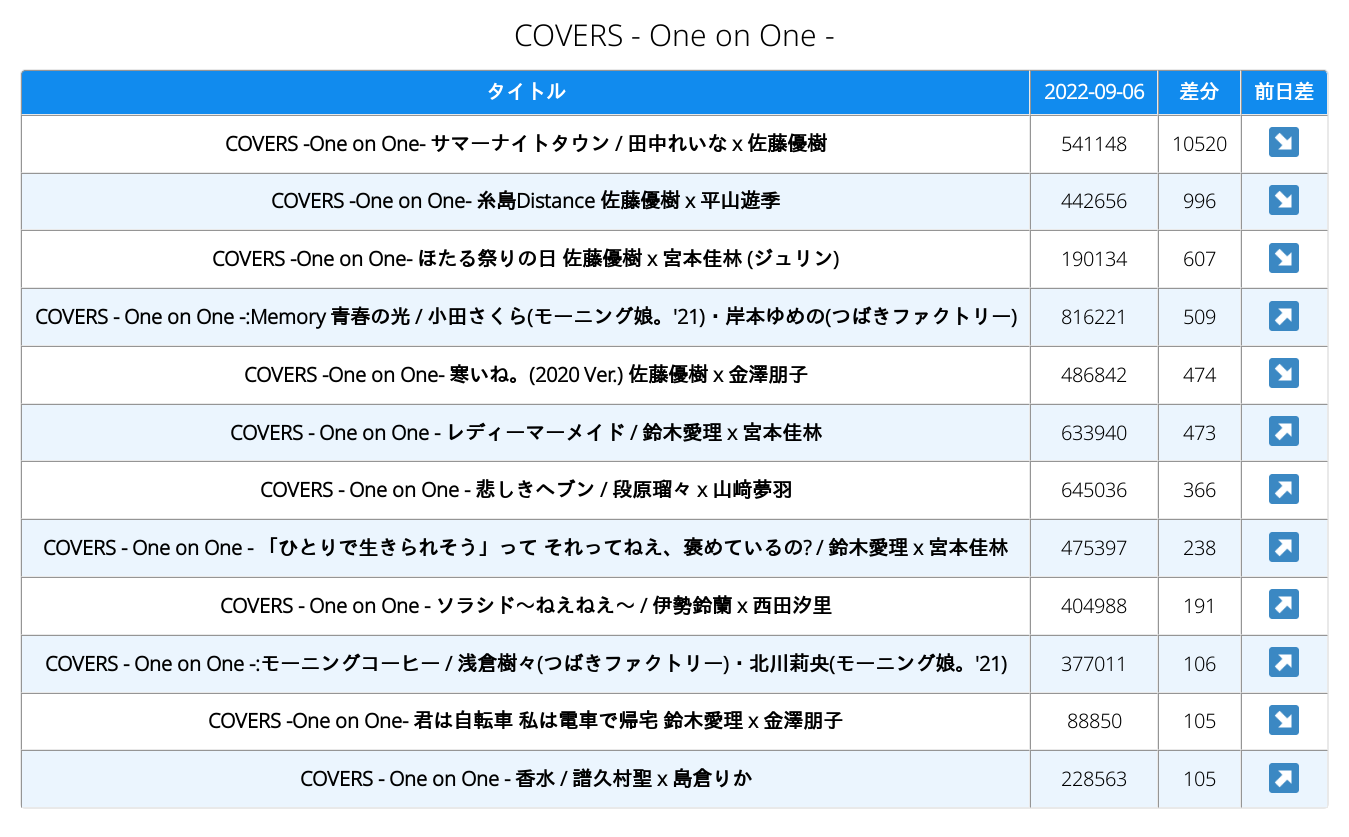 COVERS - One on One -
タイトル 2022-09-06 差分 前日差
COVERS -One on One- サマーナイトタウン / 田中れいな x 佐藤優樹 541148 10520 ↘
COVERS -One on One- 糸島Distance 佐藤優樹 x 平山遊季 442656 996 ↘
COVERS -One on One- ほたる祭りの日 佐藤優樹 x 宮本佳林 (ジュリン) 190134 607 ↘
COVERS - One on One -:Memory 青春の光 / 小田さくら(モーニング娘。'21)・岸本ゆめの(つばきファクトリー) 816221 509 ↗
COVERS -One on One- 寒いね。(2020 Ver.) 佐藤優樹 x 金澤朋子 486842 474 ↘
COVERS - One on One - レディーマーメイド / 鈴木愛理 x 宮本佳林 633940 473 ↗
COVERS - One on One - 悲しきヘブン / 段原瑠々 x 山﨑夢羽 645036 366 ↗
COVERS - One on One - 「ひとりで生きられそう」って それってねえ、褒めているの? / 鈴木愛理 x 宮本佳林 475397 238 ↗
COVERS - One on One - ソラシド〜ねえねえ〜 / 伊勢鈴蘭 x 西田汐里 404988 191 ↗
COVERS - One on One -:モーニングコーヒー / 浅倉樹々(つばきファクトリー)・北川莉央(モーニング娘。'21) 377011 106 ↗
COVERS -One on One- 君は自転車 私は電車で帰宅 鈴木愛理 x 金澤朋子 88850 105 ↘
COVERS - One on One - 香水 / 譜久村聖 x 島倉りか 228563 105 ↗